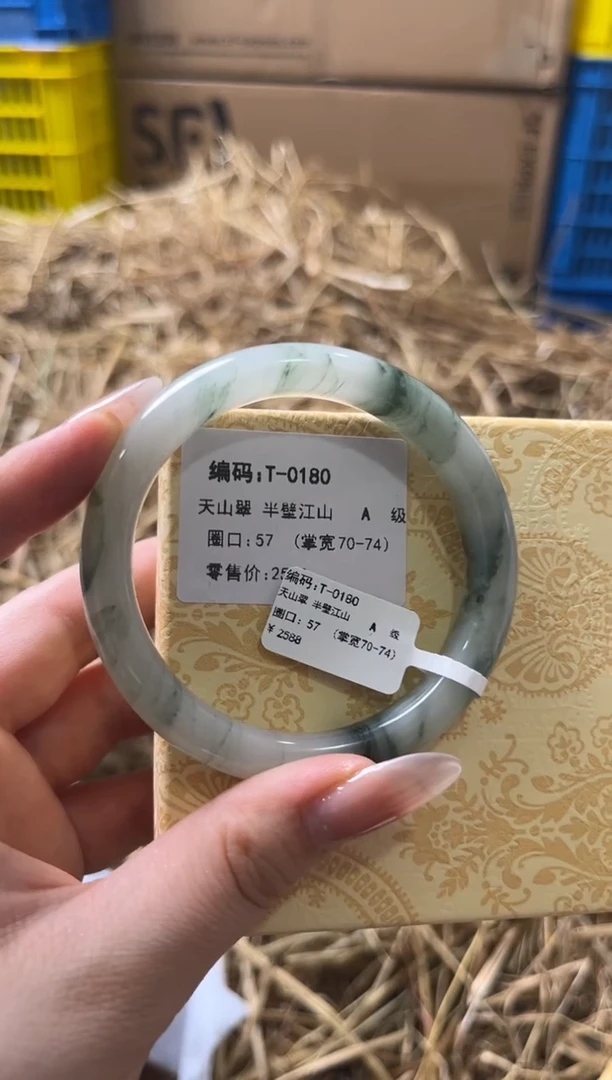 编码:T-0180
天山翠 半壁江山 A 级
圈口:57 (掌宽70-74)
零售价:25
编码:T-0180
天山翠 半壁江山 A 级
圈口:57 (掌宽70-74)
¥ 2588